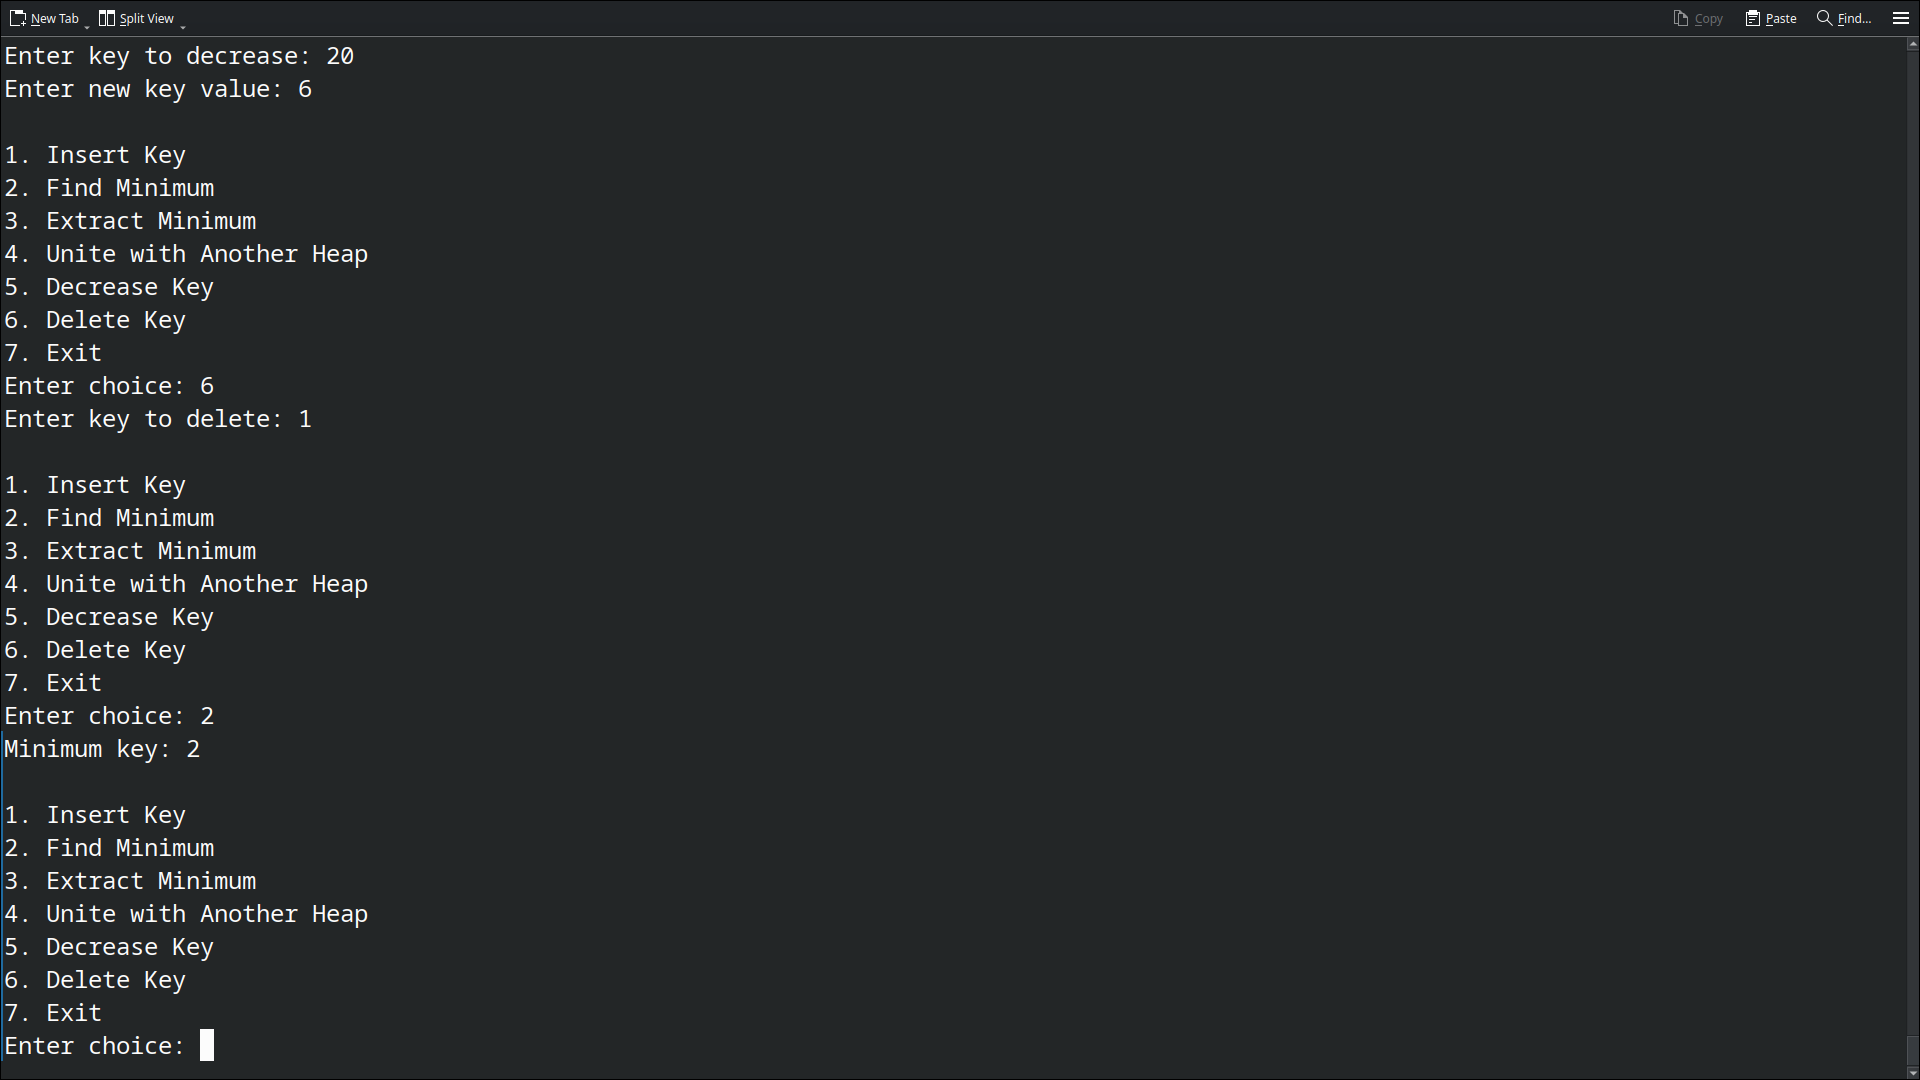 New Tab Split View Copy Paste Find...
Enter key to decrease: 20
Enter new key value: 6
1. Insert Key
2. Find Minimum
3. Extract Minimum
4. Unite with Another Heap
5. Decrease Key
6. Delete Key
7. Exit
Enter choice: 6
Enter key to delete: 1
1. Insert Key
2. Find Minimum
3. Extract Minimum
4. Unite with Another Heap
5. Decrease Key
6. Delete Key
7. Exit
Enter choice: 2
Minimum key: 2
1. Insert Key
2. Find Minimum
3. Extract Minimum
4. Unite with Another Heap
5. Decrease Key
6. Delete Key
7. Exit
Enter choice: